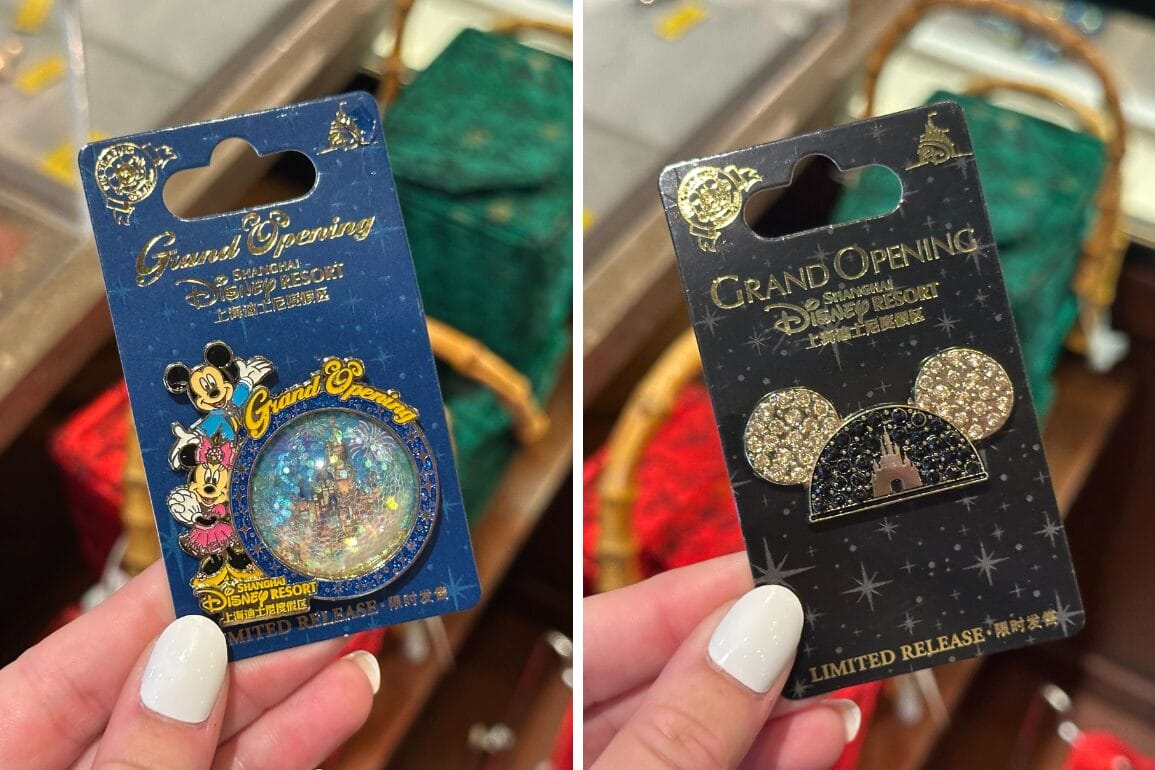 Grand Opening
SHANGHAI
DISNEY RESORT
上海迪士尼度假区
Grand Opening
SHANGHAI
DISNEY RESORT
上海迪士尼度假区
LIMITED RELEASE · 限时发售
GRAND OPENING
SHANGHAI
DISNEY RESORT
上海迪士尼度假区
LIMITED RELEASE · 限时发售